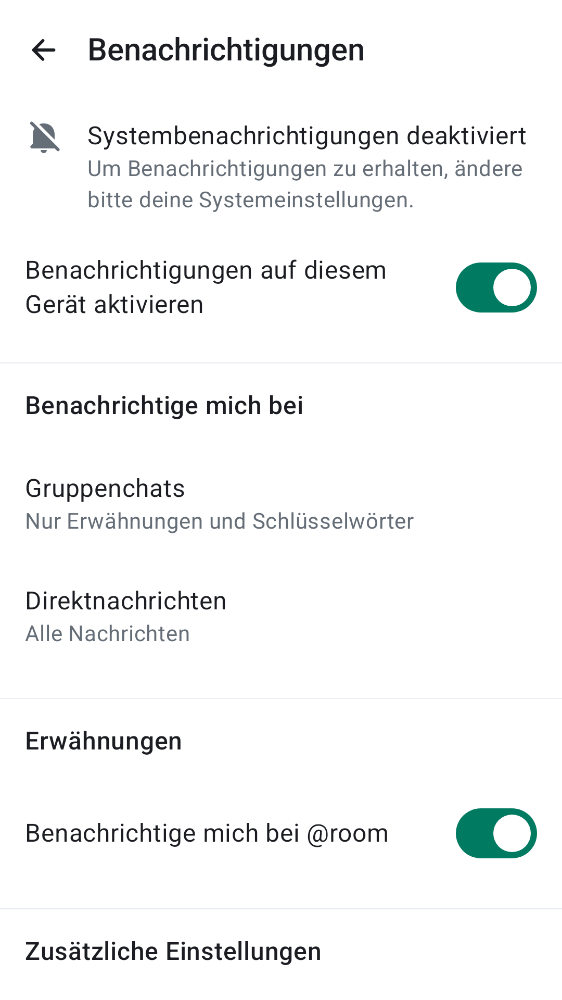 Benachrichtigungen
Systembenachrichtigungen deaktiviert
Um Benachrichtigungen zu erhalten, ändere
bitte deine Systemeinstellungen.
Benachrichtigungen auf diesem
Gerät aktivieren
Benachrichtige mich bei
Gruppenchats
Nur Erwähnungen und Schlüsselwörter
Direktnachrichten
Alle Nachrichten
Erwähnungen
Benachrichtige mich bei @room
Zusätzliche Einstellungen